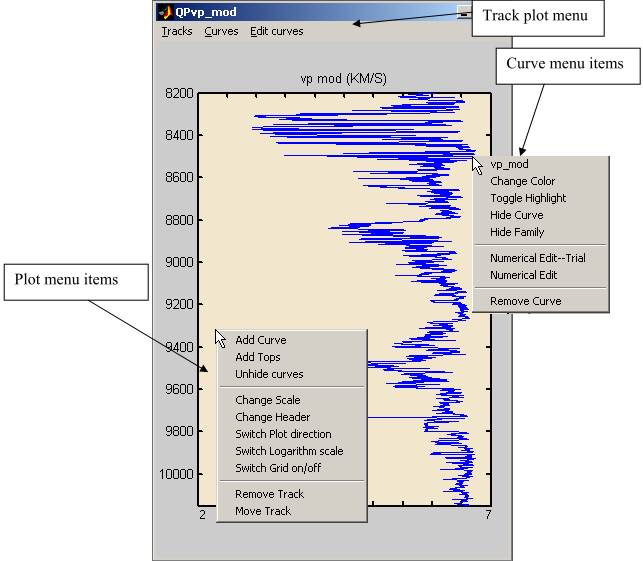 QPvp_mod
Track plot menu
Tracks Curves Edit curves
Curve menu items
vp mod (KM/S)
8200
8400
8600
8800
9000
9200
9400
9600
9800
10000
2 7
vp_mod
Change Color
Toggle Highlight
Hide Curve
Hide Family
Numerical Edit--Trial
Numerical Edit
Remove Curve
Plot menu items
Add Curve
Add Tops
Unhide curves
Change Scale
Change Header
Switch Plot direction
Switch Logarithm scale
Switch Grid on/off
Remove Track
Move Track